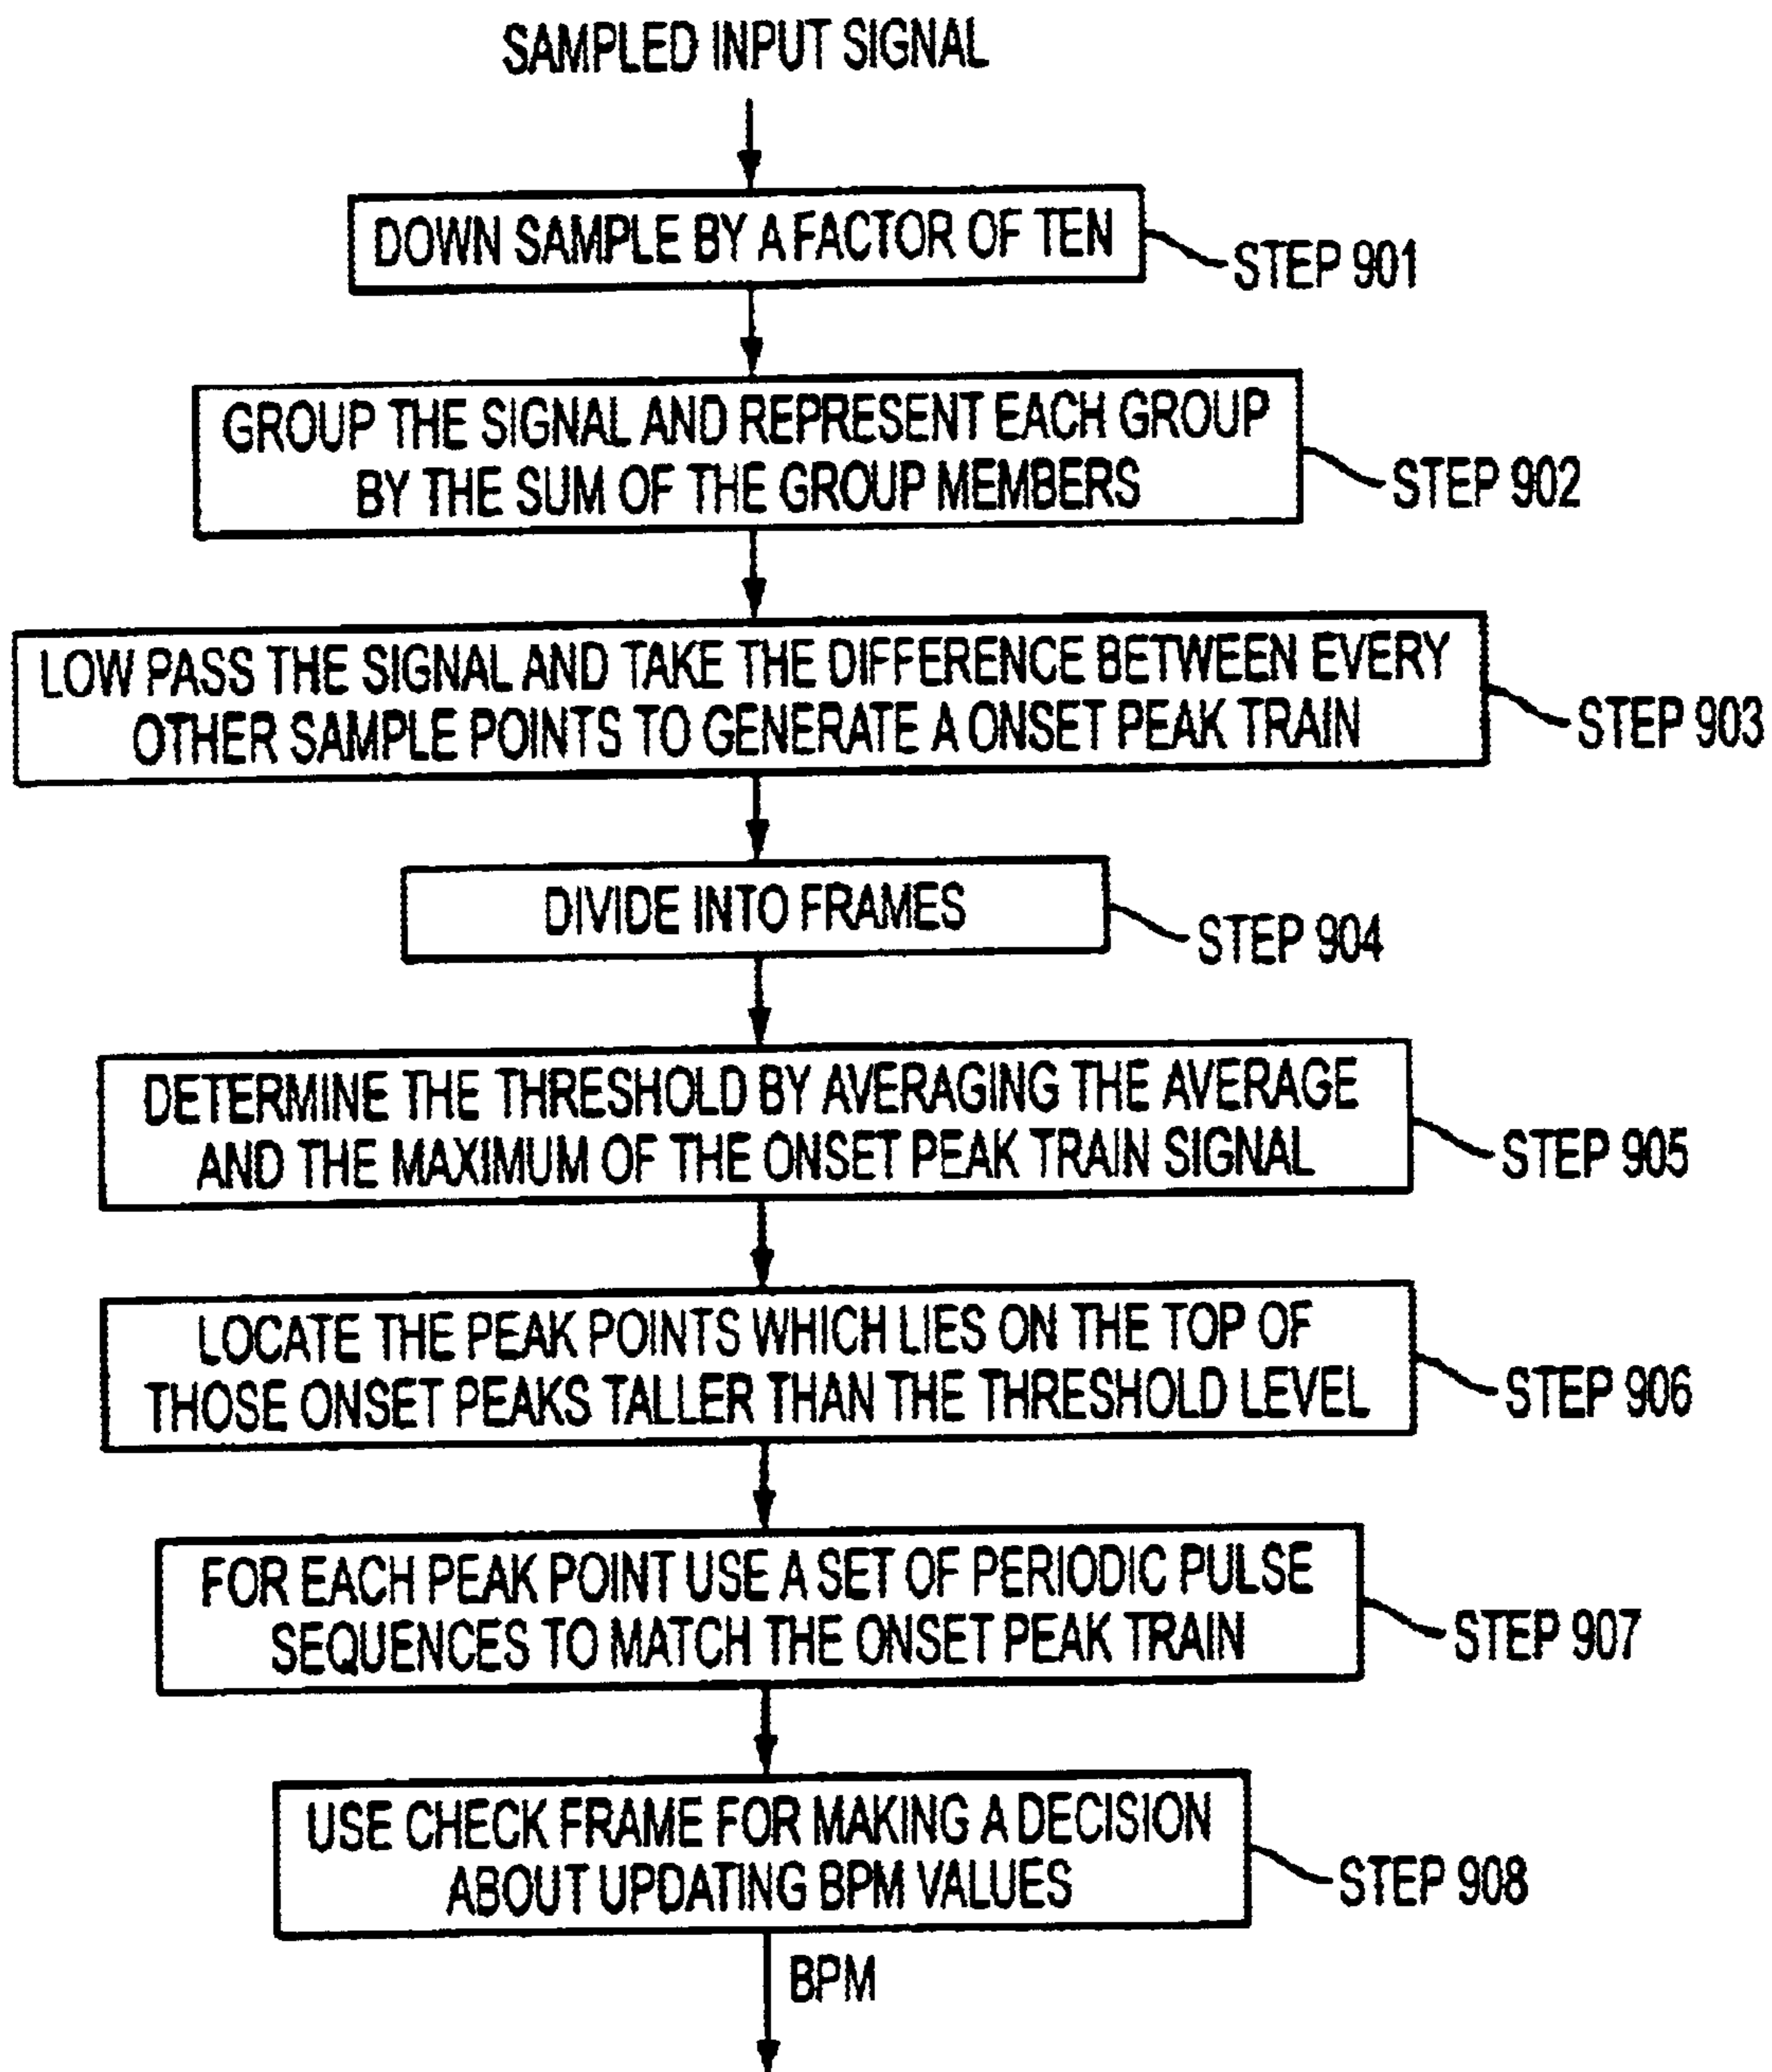 SAMPLED INPUT SIGNAL
DOWN SAMPLE BY A FACTOR OF TEN
STEP 901
GROUP THE SIGNAL AND REPRESENT EACH GROUP
BY THE SUM OF THE GROUP MEMBERS
STEP 902
LOW PASS THE SIGNAL AND TAKE THE DIFFERENCE BETWEEN EVERY
OTHER SAMPLE POINTS TO GENERATE A ONSET PEAK TRAIN
STEP 903
DIVIDE INTO FRAMES
STEP 904
DETERMINE THE THRESHOLD BY AVERAGING THE AVERAGE
AND THE MAXIMUM OF THE ONSET PEAK TRAIN SIGNAL
STEP 905
LOCATE THE PEAK POINTS WHICH LIES ON THE TOP OF
THOSE ONSET PEAKS TALLER THAN THE THRESHOLD LEVEL
STEP 906
FOR EACH PEAK POINT USE A SET OF PERIODIC PULSE
SEQUENCES TO MATCH THE ONSET PEAK TRAIN
STEP 907
USE CHECK FRAME FOR MAKING A DECISION
ABOUT UPDATING BPM VALUES
STEP 908
BPM